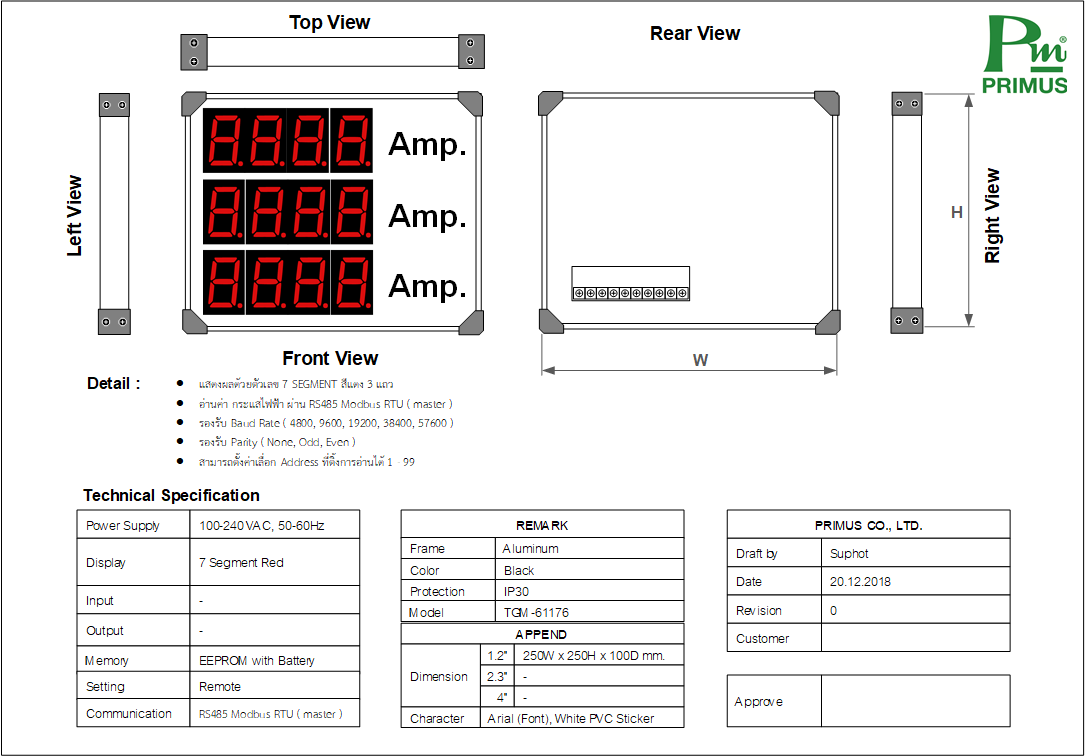 Top View
Rear View
Pm®
PRIMUS
8.8.8.8. Amp.
8.8.8.8. Amp.
8.8.8.8. Amp.
Left View
Right View
H
W
Front View
Detail :
● แสดงผลด้วยตัวเลข 7 SEGMENT สีแดง 3 แถว
● อ่านค่า กระแสไฟฟ้า ผ่าน RS485 Modbus RTU ( master )
● รองรับ Baud Rate ( 4800, 9600, 19200, 38400, 57600 )
● รองรับ Parity ( None, Odd, Even )
● สามารถตั้งค่าเลือก Address ที่ดึงการอ่านได้ 1 - 99
Technical Specification
Power Supply 100-240 VAC, 50-60Hz
Display 7 Segment Red
Input -
Output -
Memory EEPROM with Battery
Setting Remote
Communication RS485 Modbus RTU ( master )
REMARK
Frame Aluminum
Color Black
Protection IP30
Model TGM-61176
APPEND
Dimension 1.2" 250W x 250H x 100D mm.
2.3" -
4" -
Character Arial (Font), White PVC Sticker
PRIMUS CO., LTD.
Draft by Suphot
Date 20.12.2018
Revision 0
Customer
Approve